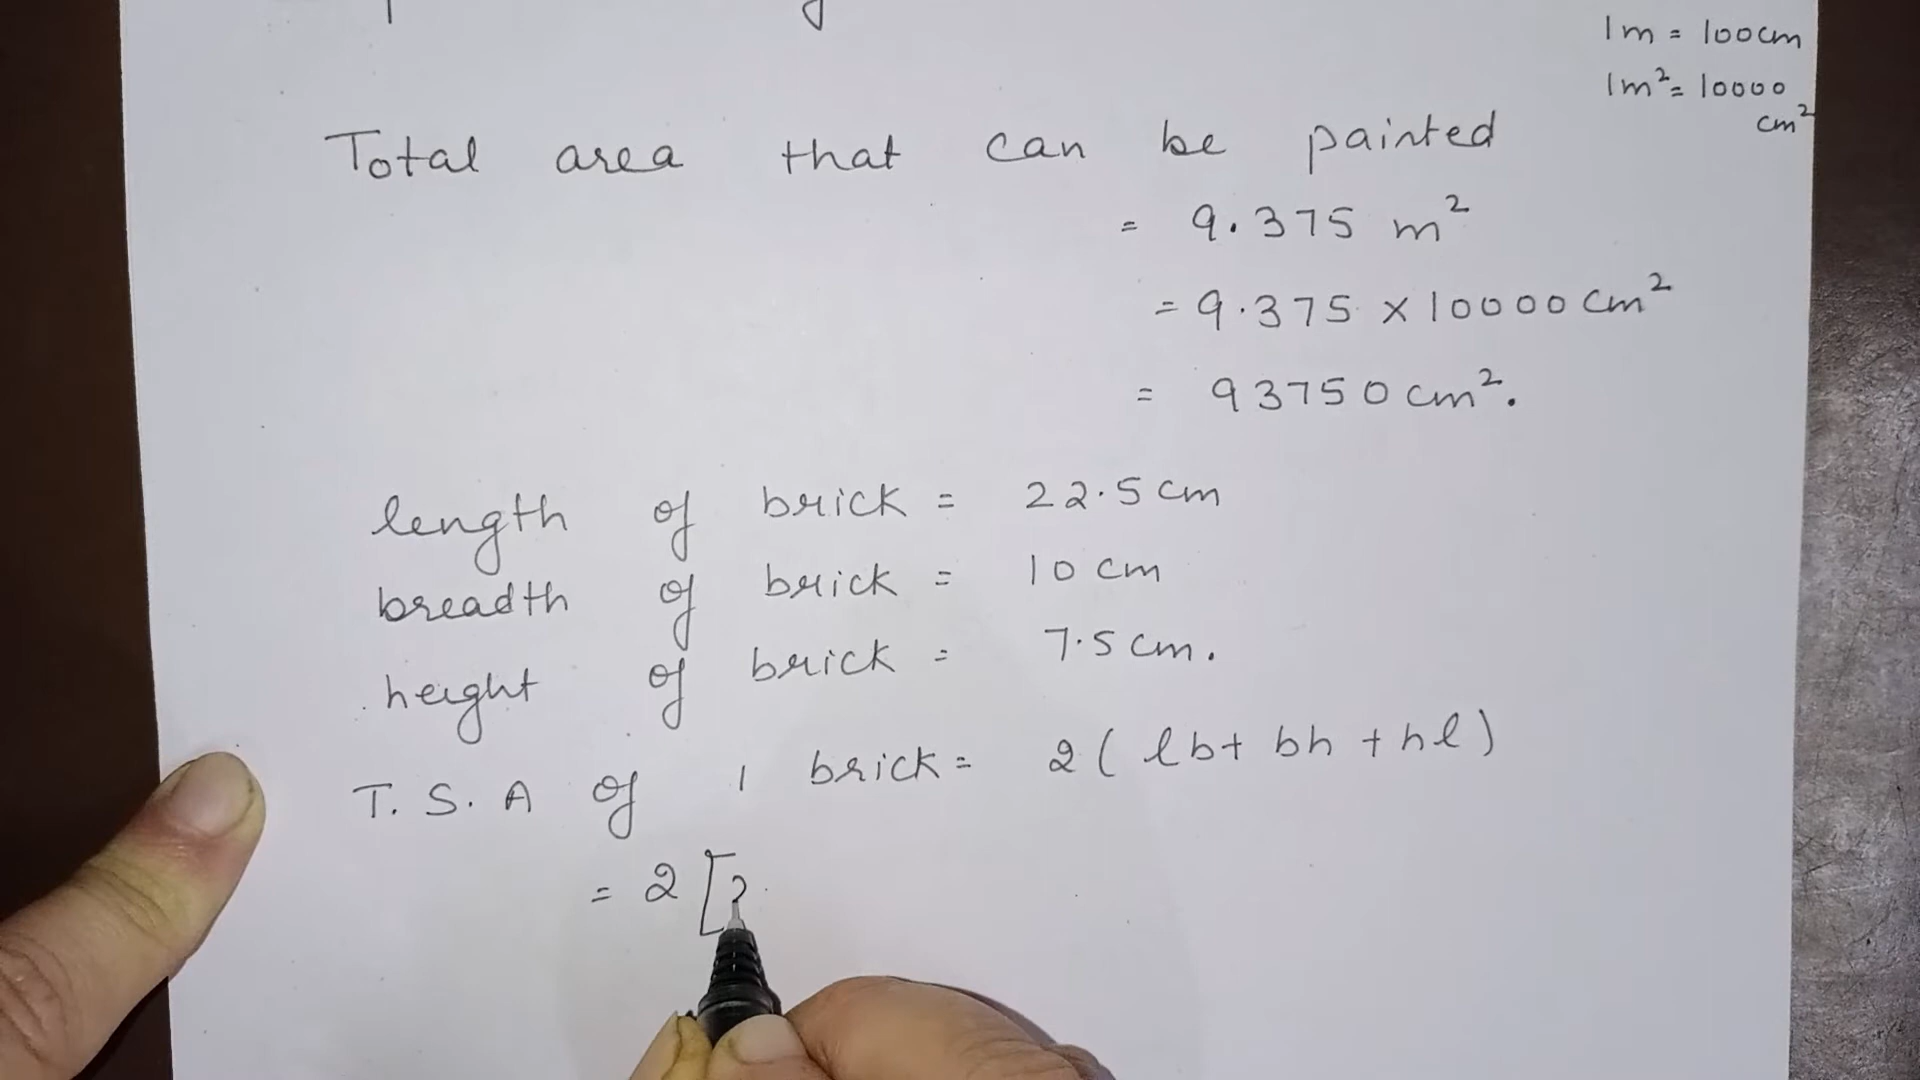 1m = 100cm
1m² = 10000
cm²
Total area that can be painted
= 9.375 m²
= 9.375 × 10000 cm²
= 93750 cm².
length of brick = 22.5 cm
breadth of brick = 10 cm
height of brick = 7.5 cm.
T. S. A of 1 brick = 2 ( lb + bh + hl )
= 2 [2